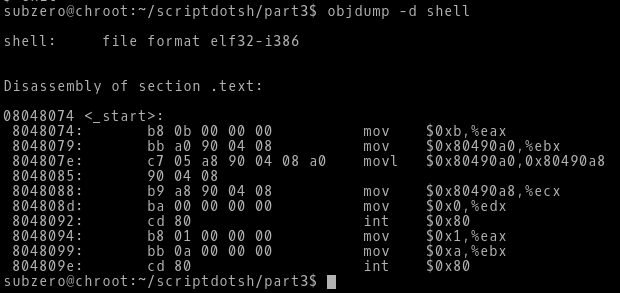 subzero@chroot:~/scriptdotsh/part3$ objdump -d shell
shell:     file format elf32-i386
Disassembly of section .text:
08048074 <_start>:
 8048074:       b8 0b 00 00 00          mov    $0xb,%eax
 8048079:       bb a0 90 04 08          mov    $0x80490a0,%ebx
 804807e:       c7 05 a8 90 04 08 a0    movl   $0x80490a0,0x80490a8
 8048085:       90 04 08
 8048088:       b9 a8 90 04 08          mov    $0x80490a8,%ecx
 804808d:       ba 00 00 00 00          mov    $0x0,%edx
 8048092:       cd 80                   int    $0x80
 8048094:       b8 01 00 00 00          mov    $0x1,%eax
 8048099:       bb 0a 00 00 00          mov    $0xa,%ebx
 804809e:       cd 80                   int    $0x80
subzero@chroot:~/scriptdotsh/part3$